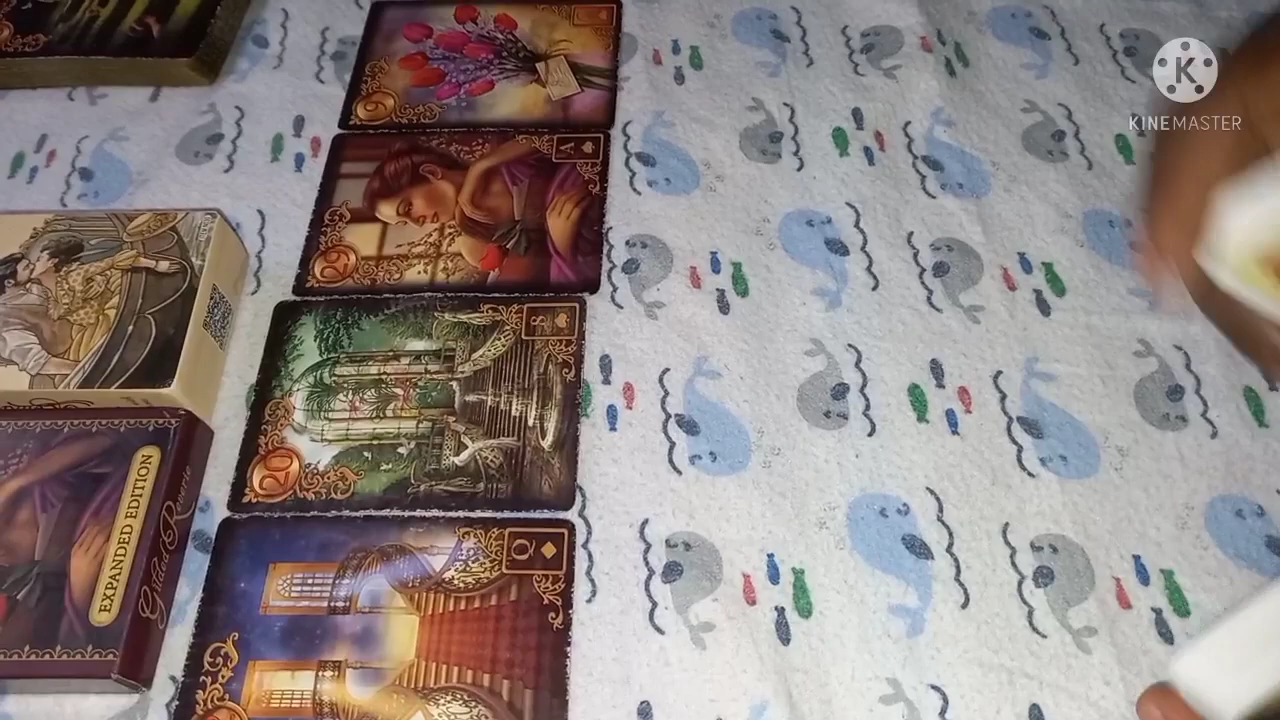 K
KINEMASTER
9
A
29
8
20
Q
EXPANDED EDITION
Gilded Reverie